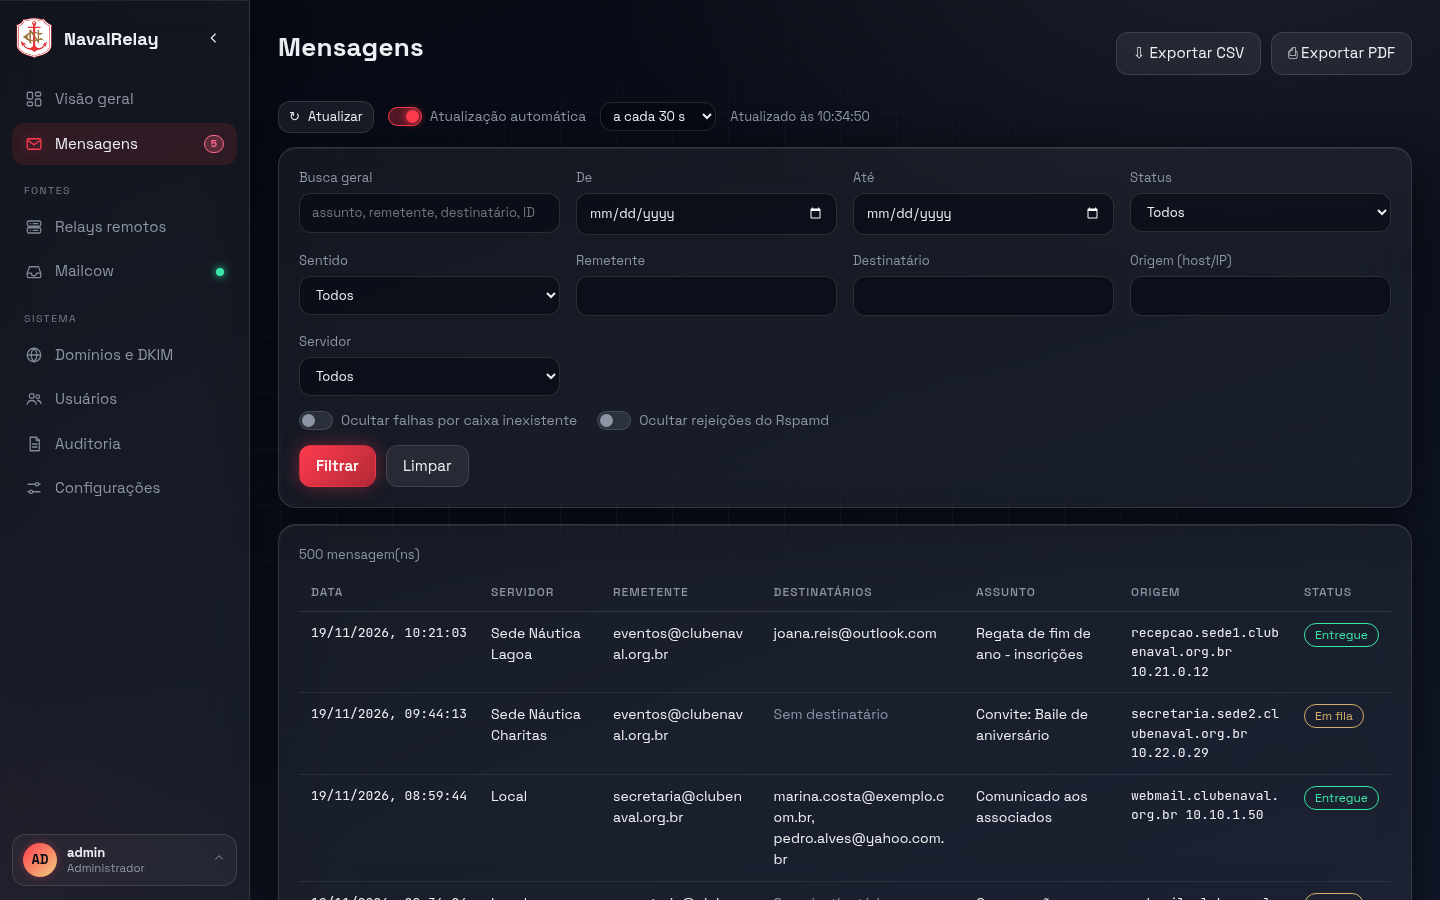 NavalRelay
Visão geral
Mensagens
5
FONTES
Relays remotos
Mailcow
SISTEMA
Domínios e DKIM
Usuários
Auditoria
Configurações
AD
admin
Administrador
Mensagens
⇩ Exportar CSV
⎙ Exportar PDF
↻ Atualizar
Atualização automática
a cada 30 s
Atualizado às 10:34:50
Busca geral
De
Até
Status
assunto, remetente, destinatário, ID
mm/dd/yyyy
mm/dd/yyyy
Todos
Sentido
Remetente
Destinatário
Origem (host/IP)
Todos
Servidor
Todos
Ocultar falhas por caixa inexistente
Ocultar rejeições do Rspamd
Filtrar
Limpar
500 mensagem(ns)
DATA
SERVIDOR
REMETENTE
DESTINATÁRIOS
ASSUNTO
ORIGEM
STATUS
19/11/2026, 10:21:03
Sede Náutica
Lagoa
eventos@clubenav
al.org.br
joana.reis@outlook.com
Regata de fim de
ano - inscrições
recepcao.sede1.club
enaval.org.br
10.21.0.12
Entregue
19/11/2026, 09:44:13
Sede Náutica
Charitas
eventos@clubenav
al.org.br
Sem destinatário
Convite: Baile de
aniversário
secretaria.sede2.cl
ubenaval.org.br
10.22.0.29
Em fila
19/11/2026, 08:59:44
Local
secretaria@cluben
aval.org.br
marina.costa@exemplo.c
om.br,
pedro.alves@yahoo.com.
br
Comunicado aos
associados
webmail.clubenaval.
org.br 10.10.1.50
Entregue